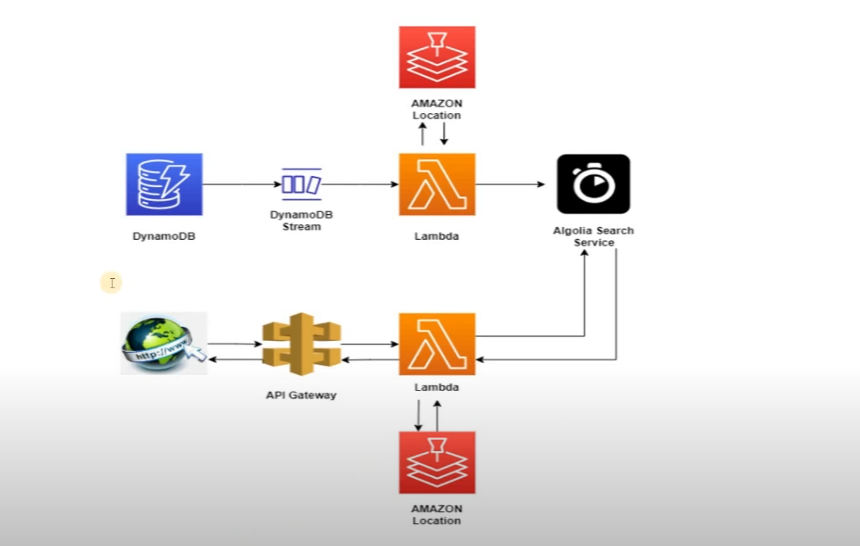 AMAZON
Location
DynamoDB
DynamoDB
Stream
Lambda
Algolia Search
Service
http://www
API Gateway
Lambda
AMAZON
Location